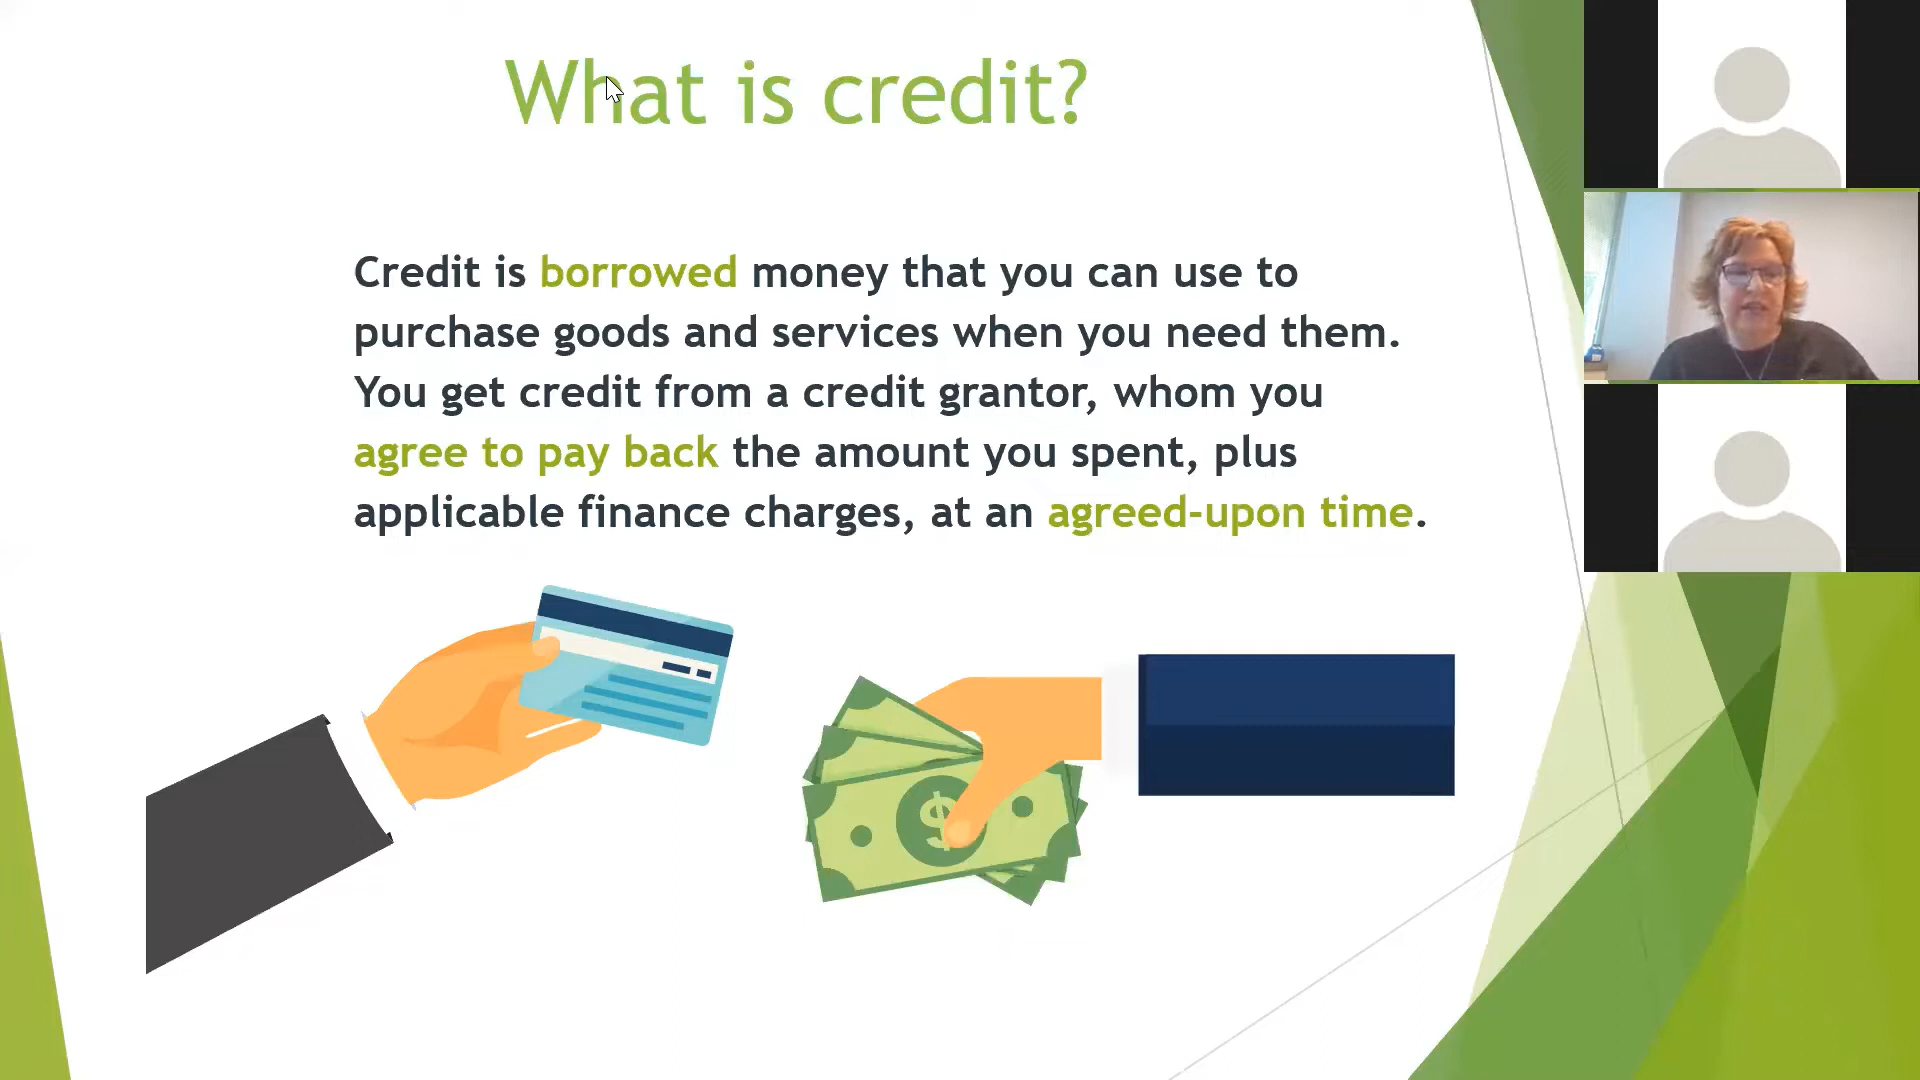 What is credit?
Credit is borrowed money that you can use to
purchase goods and services when you need them.
You get credit from a credit grantor, whom you
agree to pay back the amount you spent, plus
applicable finance charges, at an agreed-upon time.
$